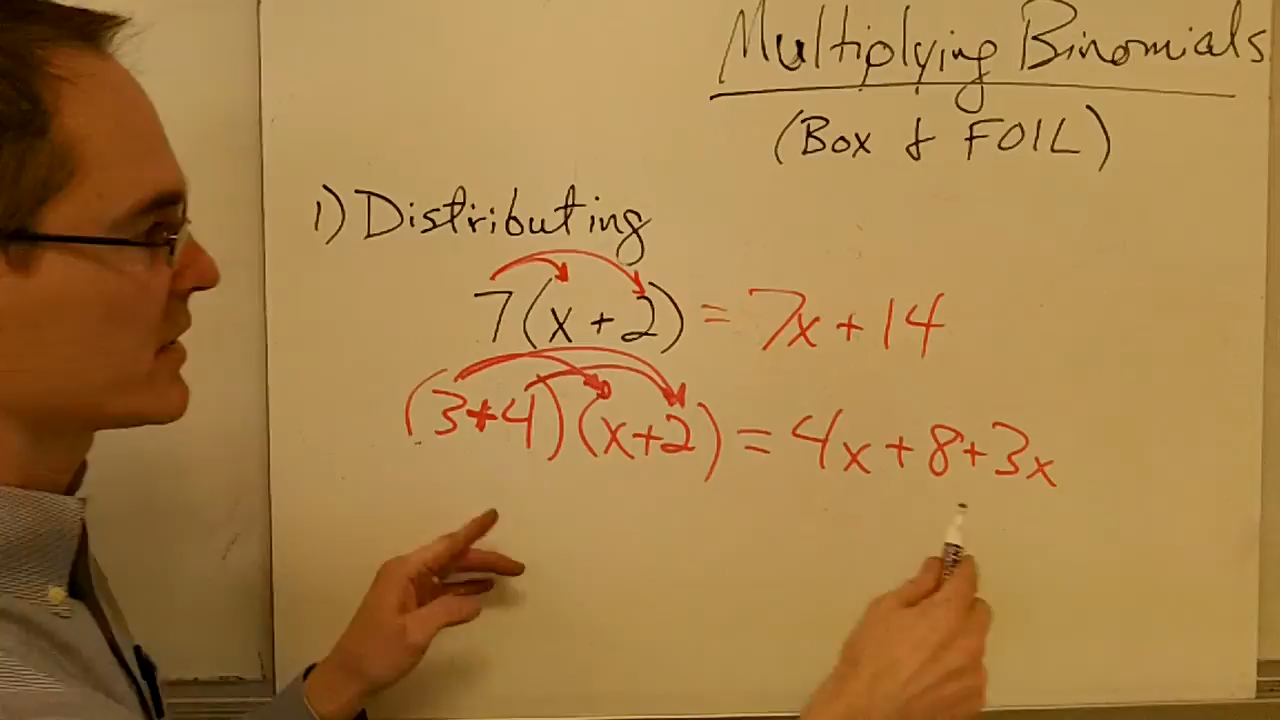 Multiplying Binomials
(Box & FOIL)
1) Distributing
7(x+2) = 7x+14
(3+4)(x+2) = 4x+8+3x